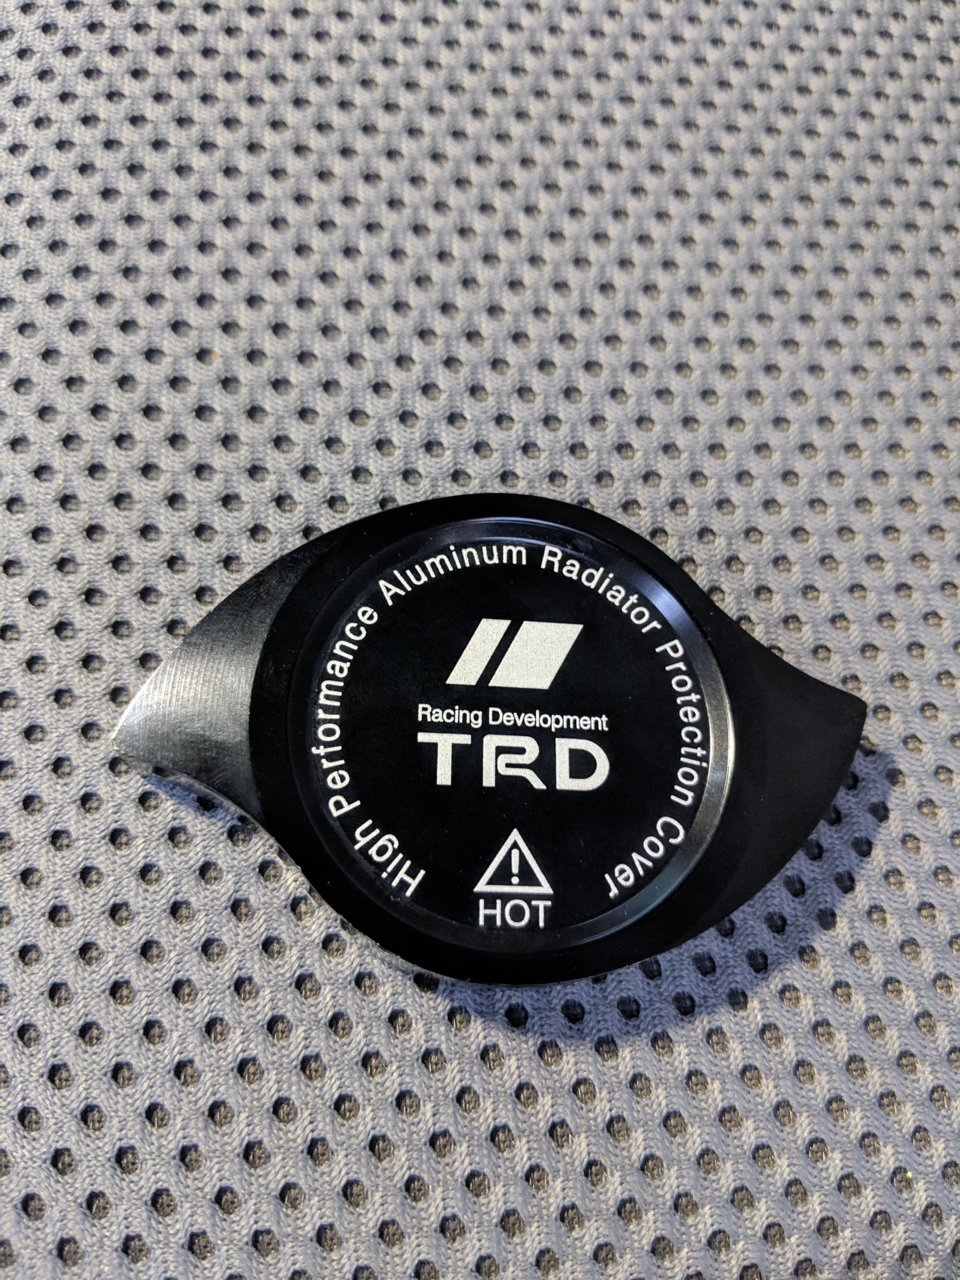 High Performance Aluminum Radiator Protection Cover
Racing Development
TRD
HOT